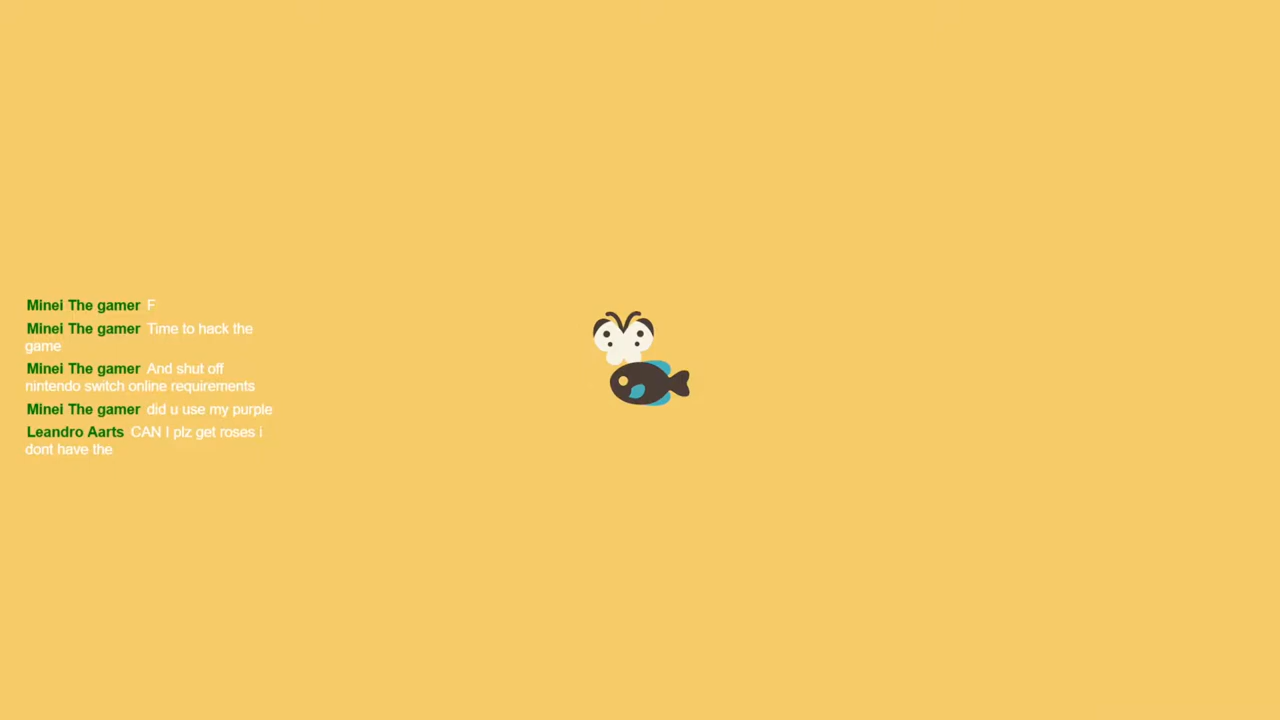 Minei The gamer F
Minei The gamer Time to hack the
game
Minei The gamer And shut off
nintendo switch online requirements
Minei The gamer did u use my purple
Leandro Aarts CAN I plz get roses i
dont have the